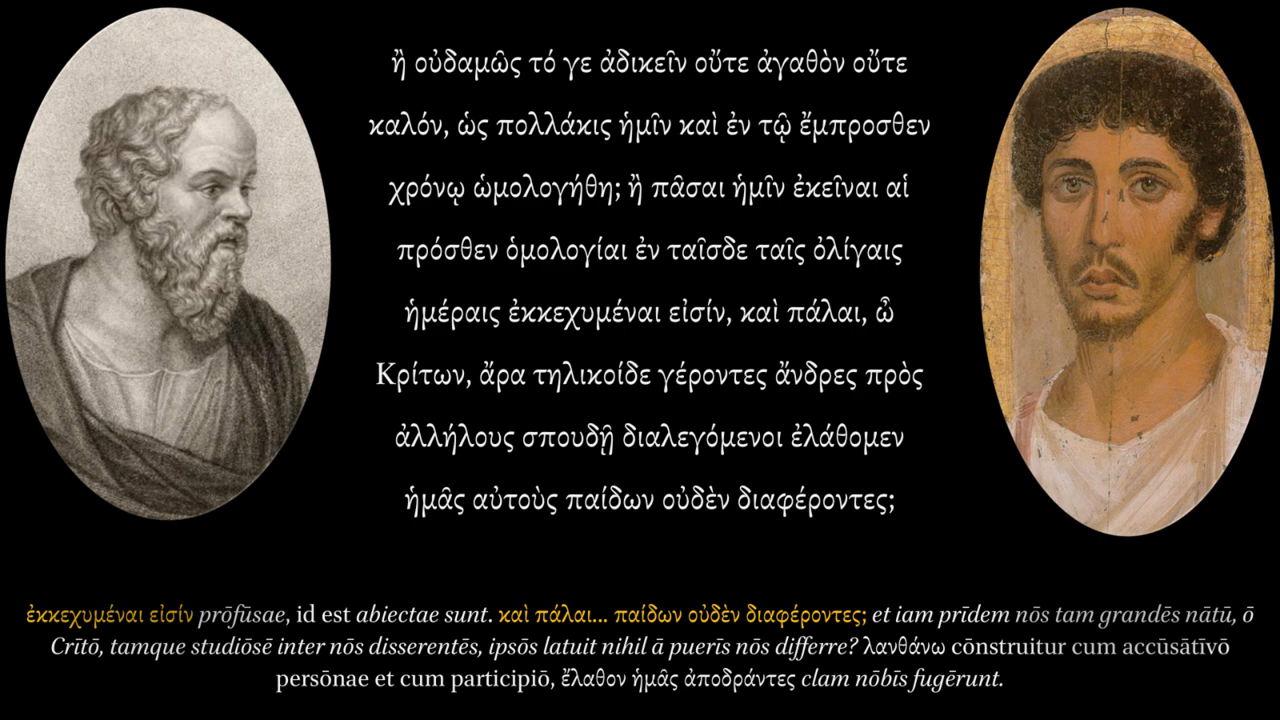 ἢ οὐδαμῶς τό γε ἀδικεῖν οὔτε ἀγαθὸν οὔτε
καλόν, ὡς πολλάκις ἡμῖν καὶ ἐν τῷ ἔμπροσθεν
χρόνῳ ὡμολογήθη; ἢ πᾶσαι ἡμῖν ἐκεῖναι αἱ
πρόσθεν ὁμολογίαι ἐν ταῖσδε ταῖς ὀλίγαις
ἡμέραις ἐκκεχυμέναι εἰσίν, καὶ πάλαι, ὦ
Κρίτων, ἄρα τηλικοίδε γέροντες ἄνδρες πρὸς
ἀλλήλους σπουδῇ διαλεγόμενοι ἐλάθομεν
ἡμᾶς αὐτοὺς παίδων οὐδὲν διαφέροντες;
ἐκκεχυμέναι εἰσίν prōfūsae, id est abiectae sunt. καὶ πάλαι... παίδων οὐδὲν διαφέροντες; et iam prīdem nōs tam grandēs nātū, ō
Crītō, tamque studiōsē inter nōs disserentēs, ipsōs latuit nihil ā puerīs nōs differre? λανθάνω cōnstruitur cum accūsātīvō
persōnae et cum participiō, ἔλαθον ἡμᾶς ἀποδράντες clam nōbīs fugērunt.